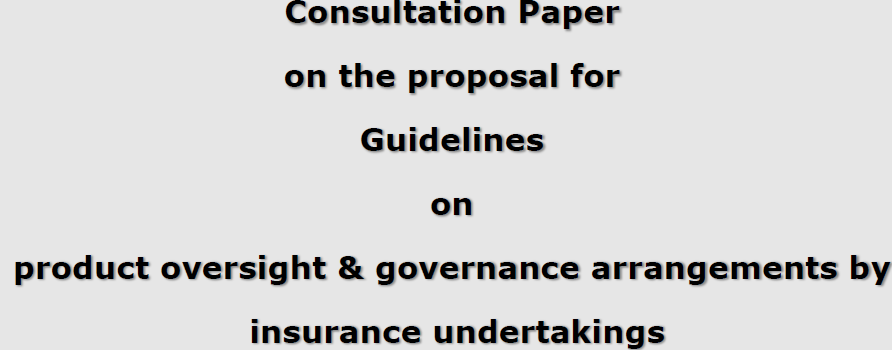 Consultation Paper
on the proposal for
Guidelines
on
product oversight & governance arrangements by
insurance undertakings